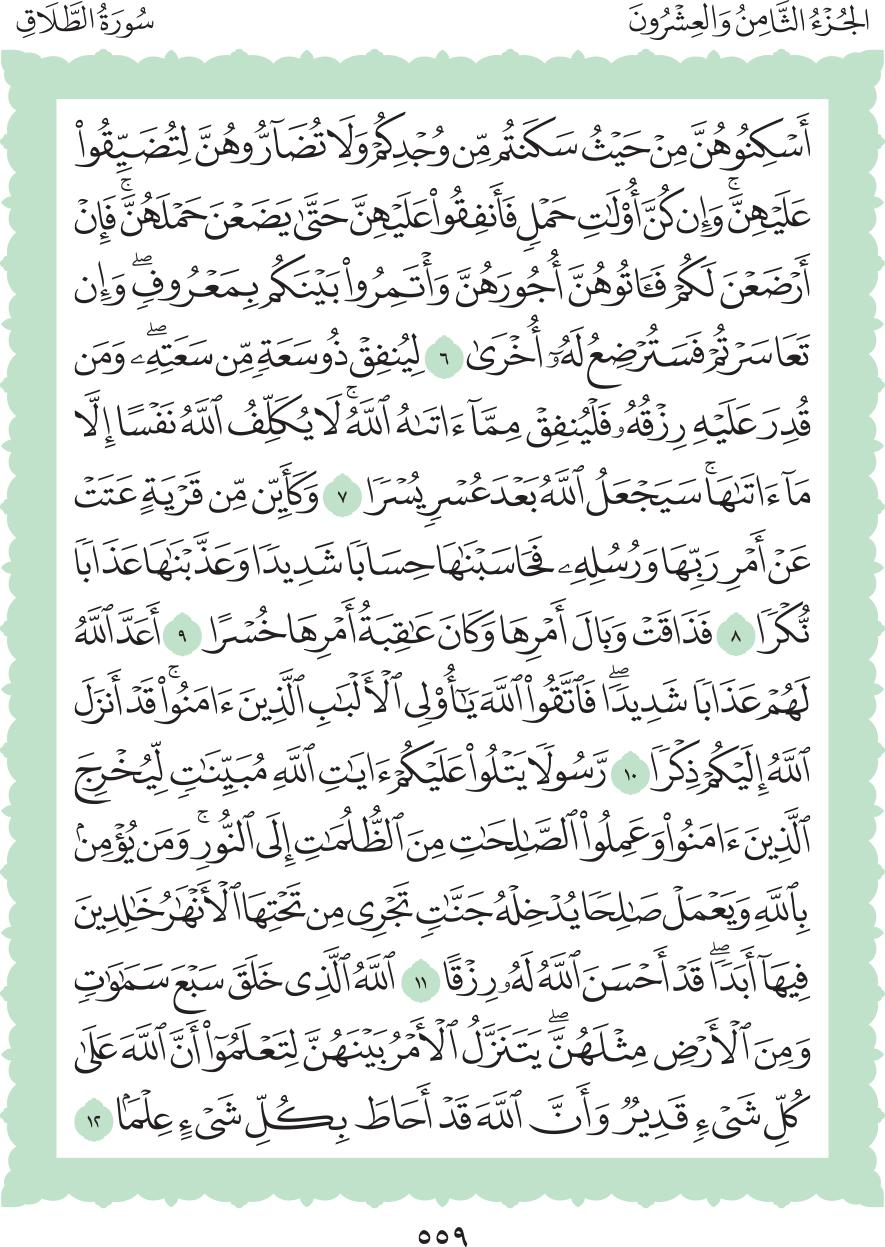 الجُزْءُ الثَّامِنُ وَالعِشْرُونَ
سُورَةُ الطَّلَاقِ
أَسْكِنُوهُنَّ مِنْ حَيْثُ سَكَنتُم مِّن وُجْدِكُمْ وَلَا تُضَآرُّوهُنَّ لِتُضَيِّقُوا۟
عَلَيْهِنَّۚ وَإِن كُنَّ أُو۟لَٰتِ حَمْلٍ فَأَنفِقُوا۟ عَلَيْهِنَّ حَتَّىٰ يَضَعْنَ حَمْلَهُنَّۚ فَإِنْ
أَرْضَعْنَ لَكُمْ فَـَٔاتُوهُنَّ أُجُورَهُنَّ وَأْتَمِرُوا۟ بَيْنَكُم بِمَعْرُوفٍۖ وَإِن
تَعَاسَرْتُمْ فَسَتُرْضِعُ لَهُۥٓ أُخْرَىٰ ٦ لِيُنفِقْ ذُو سَعَةٍ مِّن سَعَتِهِۦۖ وَمَن
قُدِرَ عَلَيْهِ رِزْقُهُۥ فَلْيُنفِقْ مِمَّآ ءَاتَىٰهُ ٱللَّهُۚ لَا يُكَلِّفُ ٱللَّهُ نَفْسًا إِلَّا
مَآ ءَاتَىٰهَاۚ سَيَجْعَلُ ٱللَّهُ بَعْدَ عُسْرٍ يُسْرًا ٧ وَكَأَيِّن مِّن قَرْيَةٍ عَتَتْ
عَنْ أَمْرِ رَبِّهَا وَرُسُلِهِۦ فَحَاسَبْنَٰهَا حِسَابًا شَدِيدًا وَعَذَّبْنَٰهَا عَذَابًا
نُّكْرًا ٨ فَذَاقَتْ وَبَالَ أَمْرِهَا وَكَانَ عَٰقِبَةُ أَمْرِهَا خُسْرًا ٩ أَعَدَّ ٱللَّهُ
لَهُمْ عَذَابًا شَدِيدًاۖ فَٱتَّقُوا۟ ٱللَّهَ يَٰٓأُو۟لِى ٱلْأَلْبَٰبِ ٱلَّذِينَ ءَامَنُوا۟ۚ قَدْ أَنزَلَ
ٱللَّهُ إِلَيْكُمْ ذِكْرًا ١٠ رَّسُولًا يَتْلُوا۟ عَلَيْكُمْ ءَايَٰتِ ٱللَّهِ مُبَيِّنَٰتٍ لِّيُخْرِجَ
ٱلَّذِينَ ءَامَنُوا۟ وَعَمِلُوا۟ ٱلصَّٰلِحَٰتِ مِنَ ٱلظُّلُمَٰتِ إِلَى ٱلنُّورِۚ وَمَن يُؤْمِنۢ
بِٱللَّهِ وَيَعْمَلْ صَٰلِحًا يُدْخِلْهُ جَنَّٰتٍ تَجْرِى مِن تَحْتِهَا ٱلْأَنْهَٰرُ خَٰلِدِينَ
فِيهَآ أَبَدًاۖ قَدْ أَحْسَنَ ٱللَّهُ لَهُۥ رِزْقًا ١١ ٱللَّهُ ٱلَّذِى خَلَقَ سَبْعَ سَمَٰوَٰتٍ
وَمِنَ ٱلْأَرْضِ مِثْلَهُنَّۖ يَتَنَزَّلُ ٱلْأَمْرُ بَيْنَهُنَّ لِتَعْلَمُوٓا۟ أَنَّ ٱللَّهَ عَلَىٰ
كُلِّ شَىْءٍ قَدِيرٌ وَأَنَّ ٱللَّهَ قَدْ أَحَاطَ بِكُلِّ شَىْءٍ عِلْمًۢا ١٢
٥٥٩